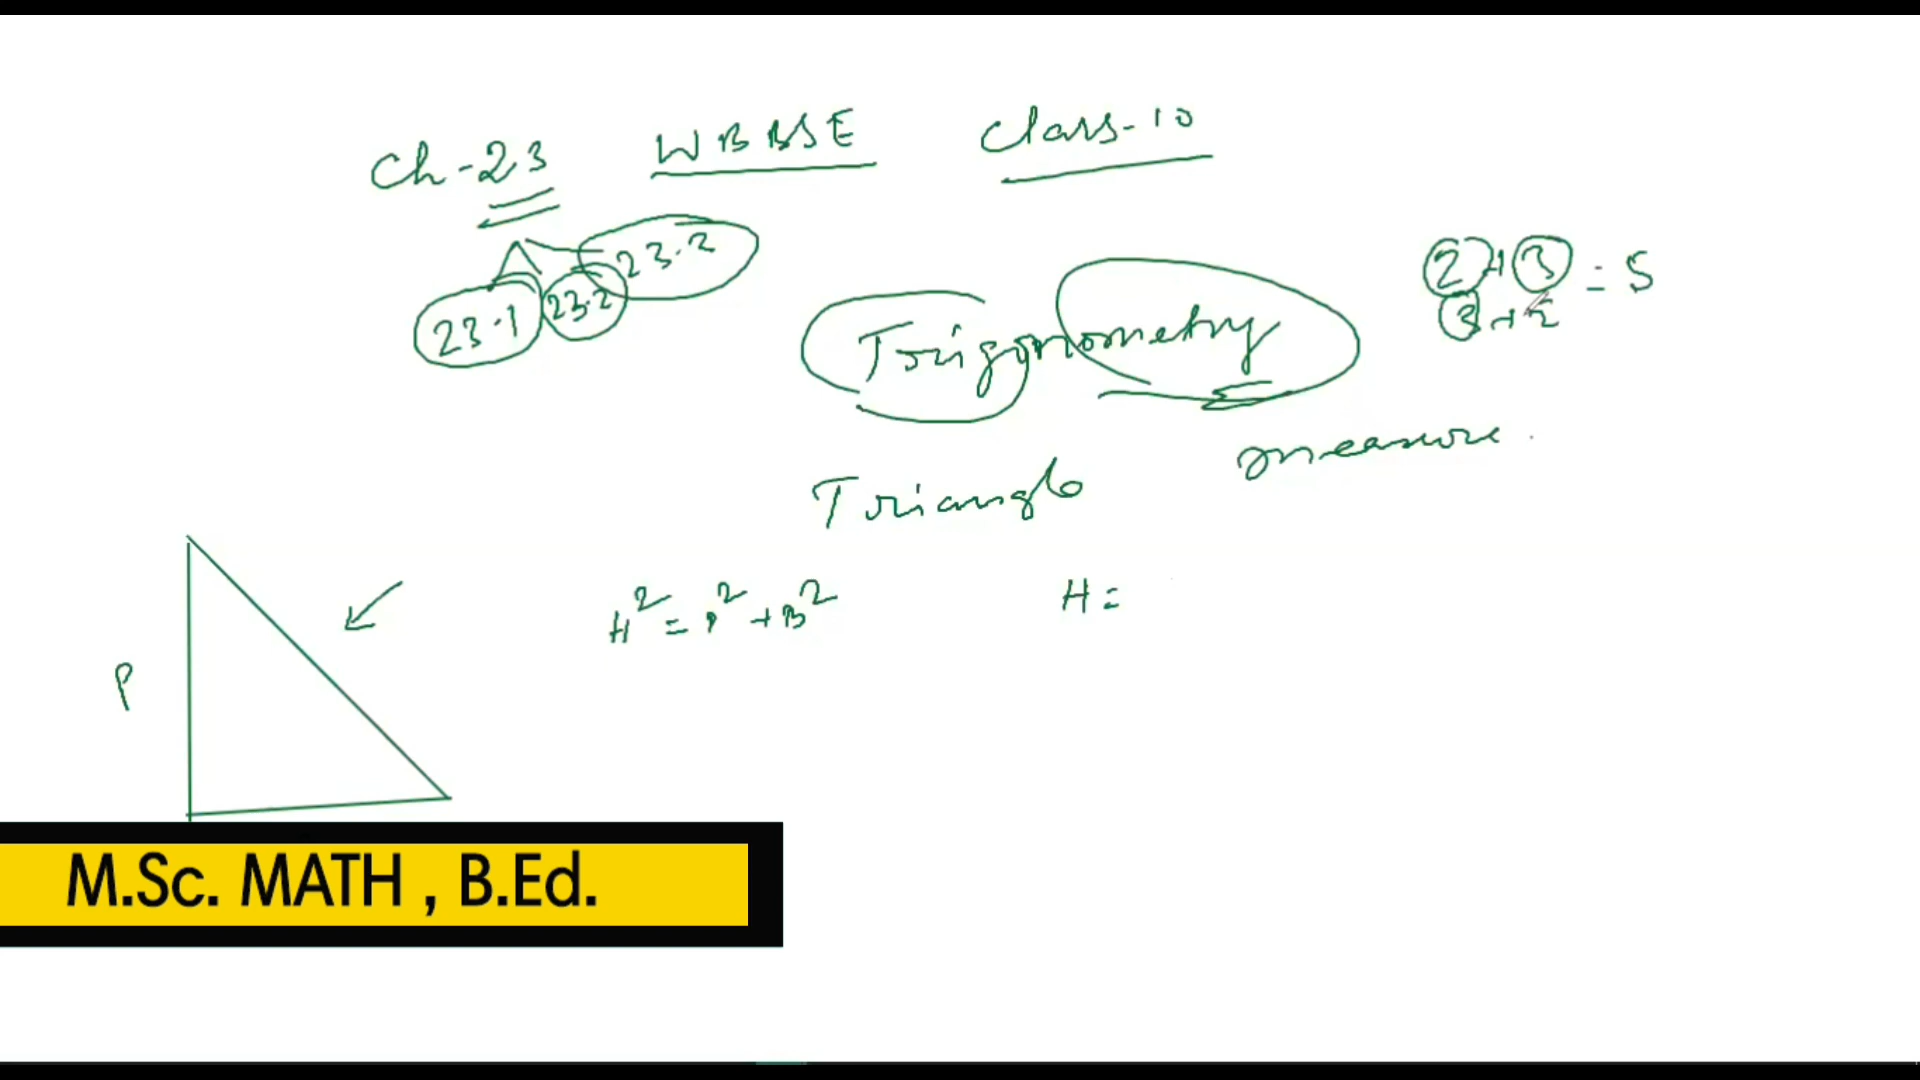 Ch-23 WBBSE Class-10
23.2
23.1 23.2
2+3 = 5
3+2
Trigonometry
measure
Triangle
H² = P² + B² H =
P
M.Sc. MATH , B.Ed.